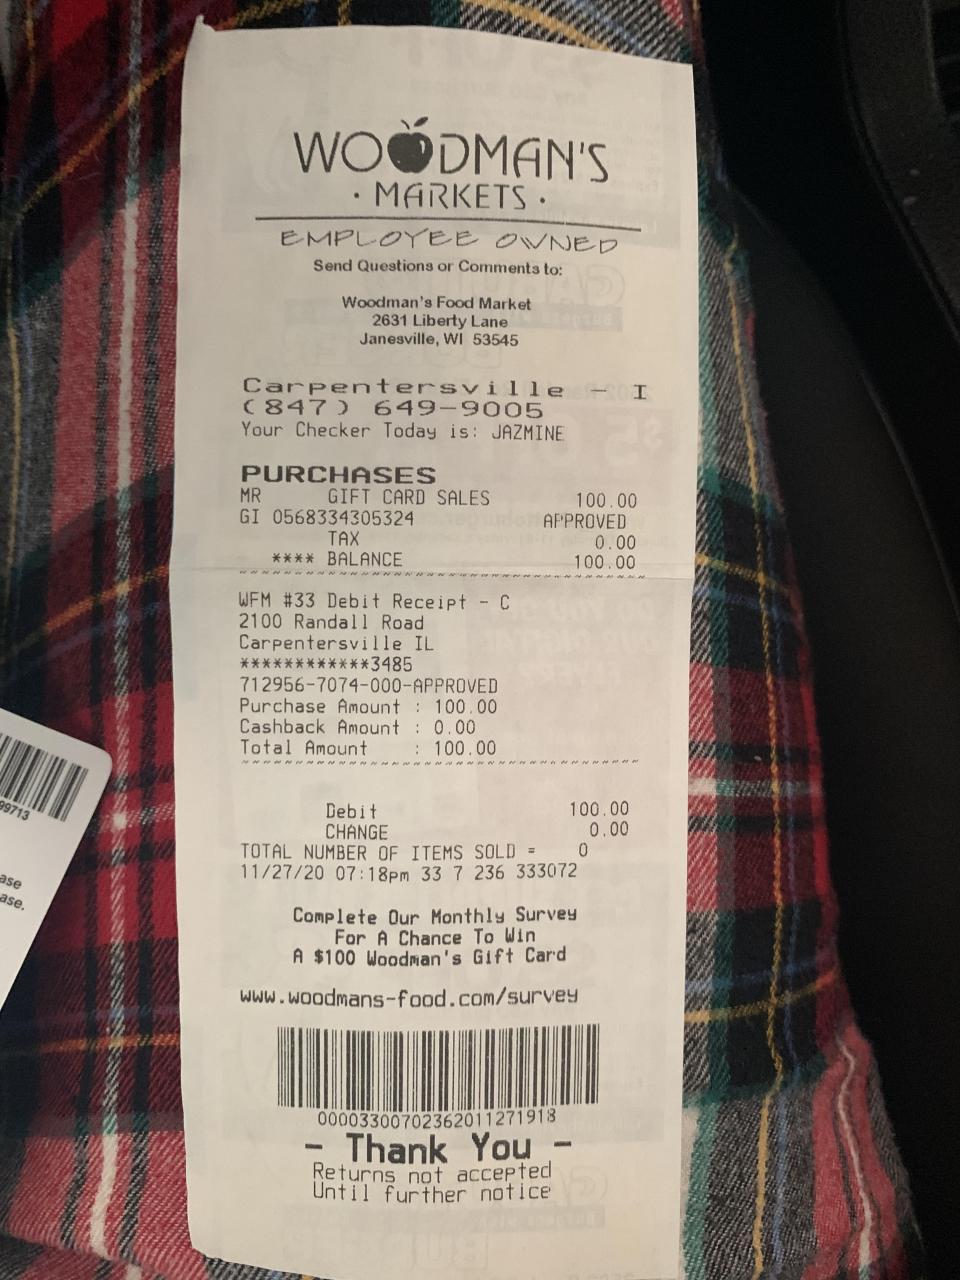 WOODMAN'S
· MARKETS ·
EMPLOYEE OWNED
Send Questions or Comments to:
Woodman's Food Market
2631 Liberty Lane
Janesville, WI 53545
Carpentersville - I
(847) 649-9005
Your Checker Today is: JAZMINE
PURCHASES
MR GIFT CARD SALES 100.00
GI 0568334305324 APPROVED
TAX 0.00
**** BALANCE 100.00
WFM #33 Debit Receipt - C
2100 Randall Road
Carpentersville IL
************3485
712956-7074-000-APPROVED
Purchase Amount : 100.00
Cashback Amount : 0.00
Total Amount : 100.00
Debit 100.00
CHANGE 0.00
TOTAL NUMBER OF ITEMS SOLD = 0
11/27/20 07:18pm 33 7 236 333072
Complete Our Monthly Survey
For A Chance To Win
A $100 Woodman's Gift Card
www.woodmans-food.com/survey
00003300702362011271918
- Thank You -
Returns not accepted
Until further notice
99713